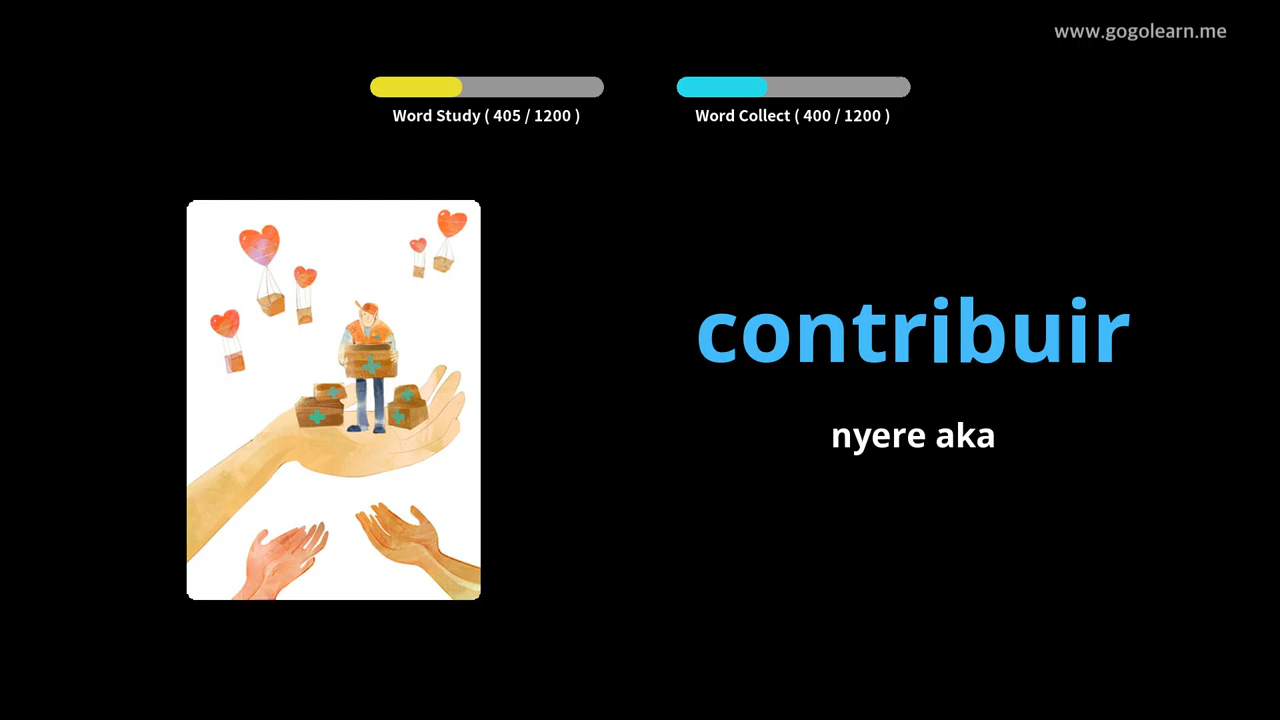 www.gogolearn.me
Word Study ( 405 / 1200 )
Word Collect ( 400 / 1200 )
contribuir
nyere aka